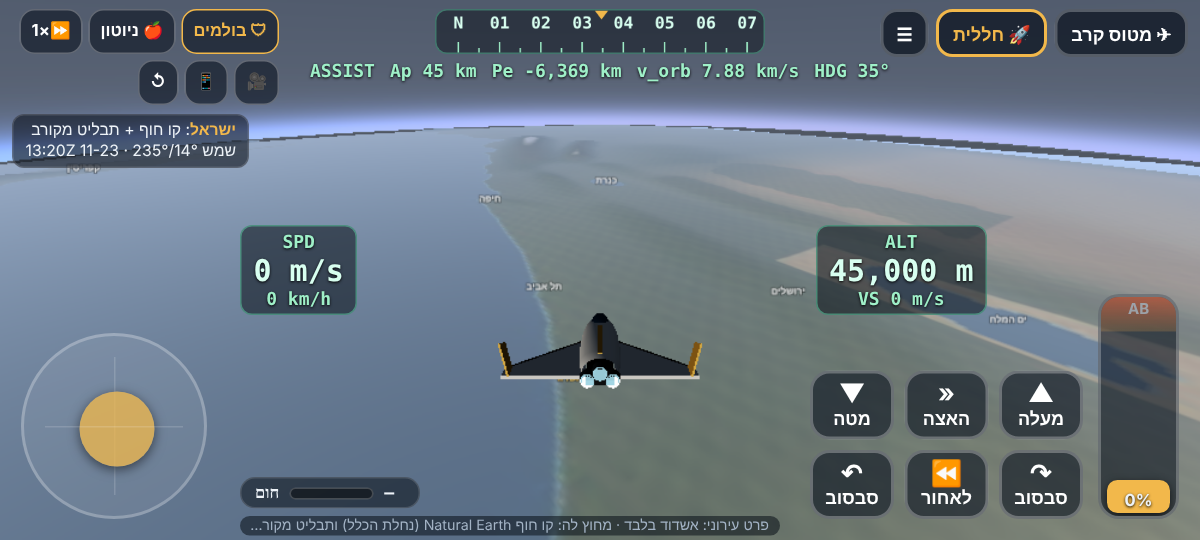 1×⏩
🍎 ניוטון
🛡 בולמים
N 01 02 03 04 05 06 07
☰
🚀 חללית
✈ מטוס קרב
ASSIST Ap 45 km Pe -6,369 km v_orb 7.88 km/s HDG 35°
ישראל: קו חוף + תבליט מקורב
שמש 235°/14° · 11-23 13:20Z
כנרת
חיפה
תל אביב
ירושלים
ים המלח
SPD
0 m/s
0 km/h
ALT
45,000 m
VS 0 m/s
AB
▼
מטה
»
האצה
▲
מעלה
↶
סבסוב
⏪
לאחור
↷
סבסוב
0%
חום –
פרט עירוני: אשדוד בלבד · מחוץ לה: קו חוף Natural Earth (נחלת הכלל) ותבליט מקור...